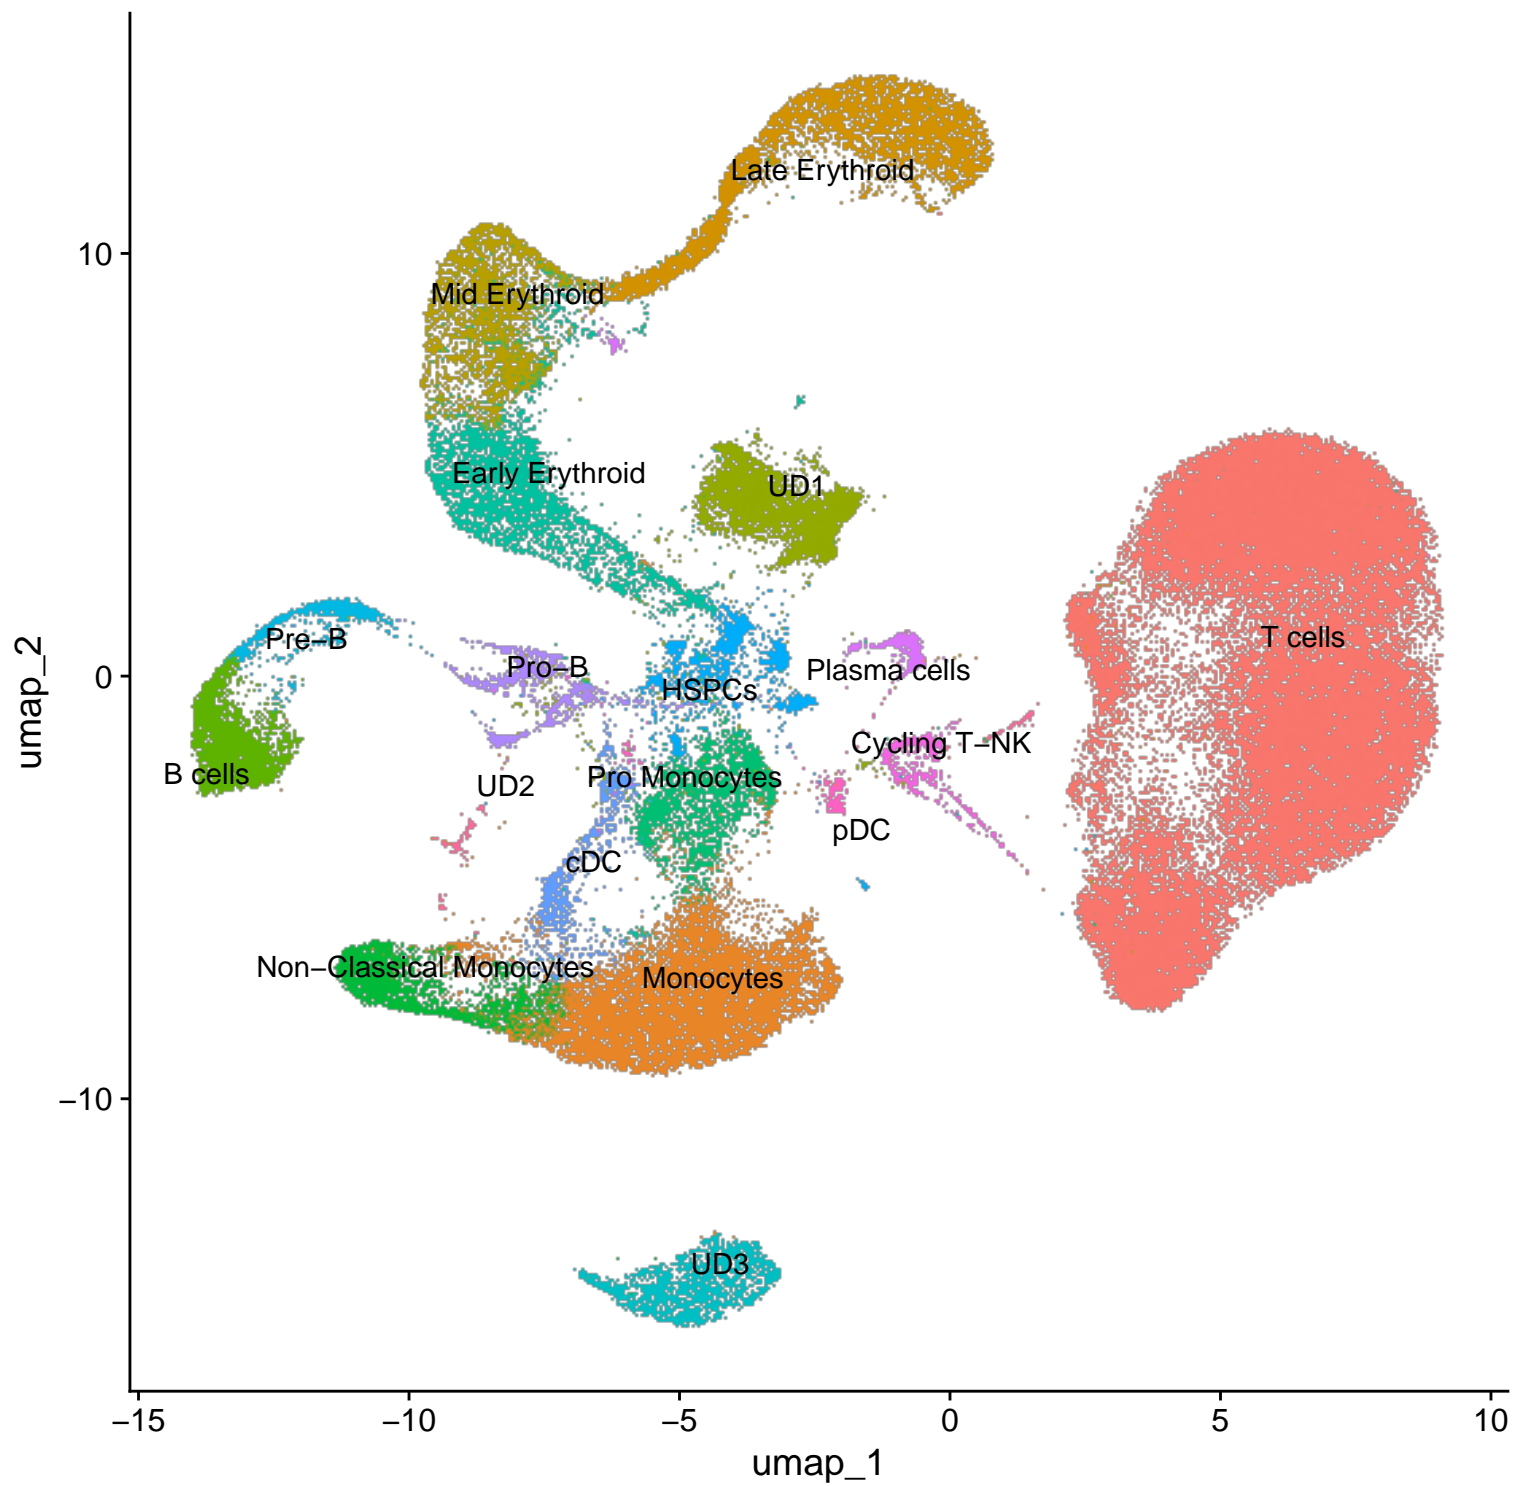 Late Erythroid
10
Mid Erythroid
Early Erythroid
UD1
T cells
Pre−B
Pro−B
Plasma cells
0
HSPCs
umap_2
Cycling T−NK
B cells
Pro Monocytes
UD2
pDC
cDC
Non−Classical Monocytes
Monocytes
−10
UD3
−15
−10
−5
0
5
10
umap_1